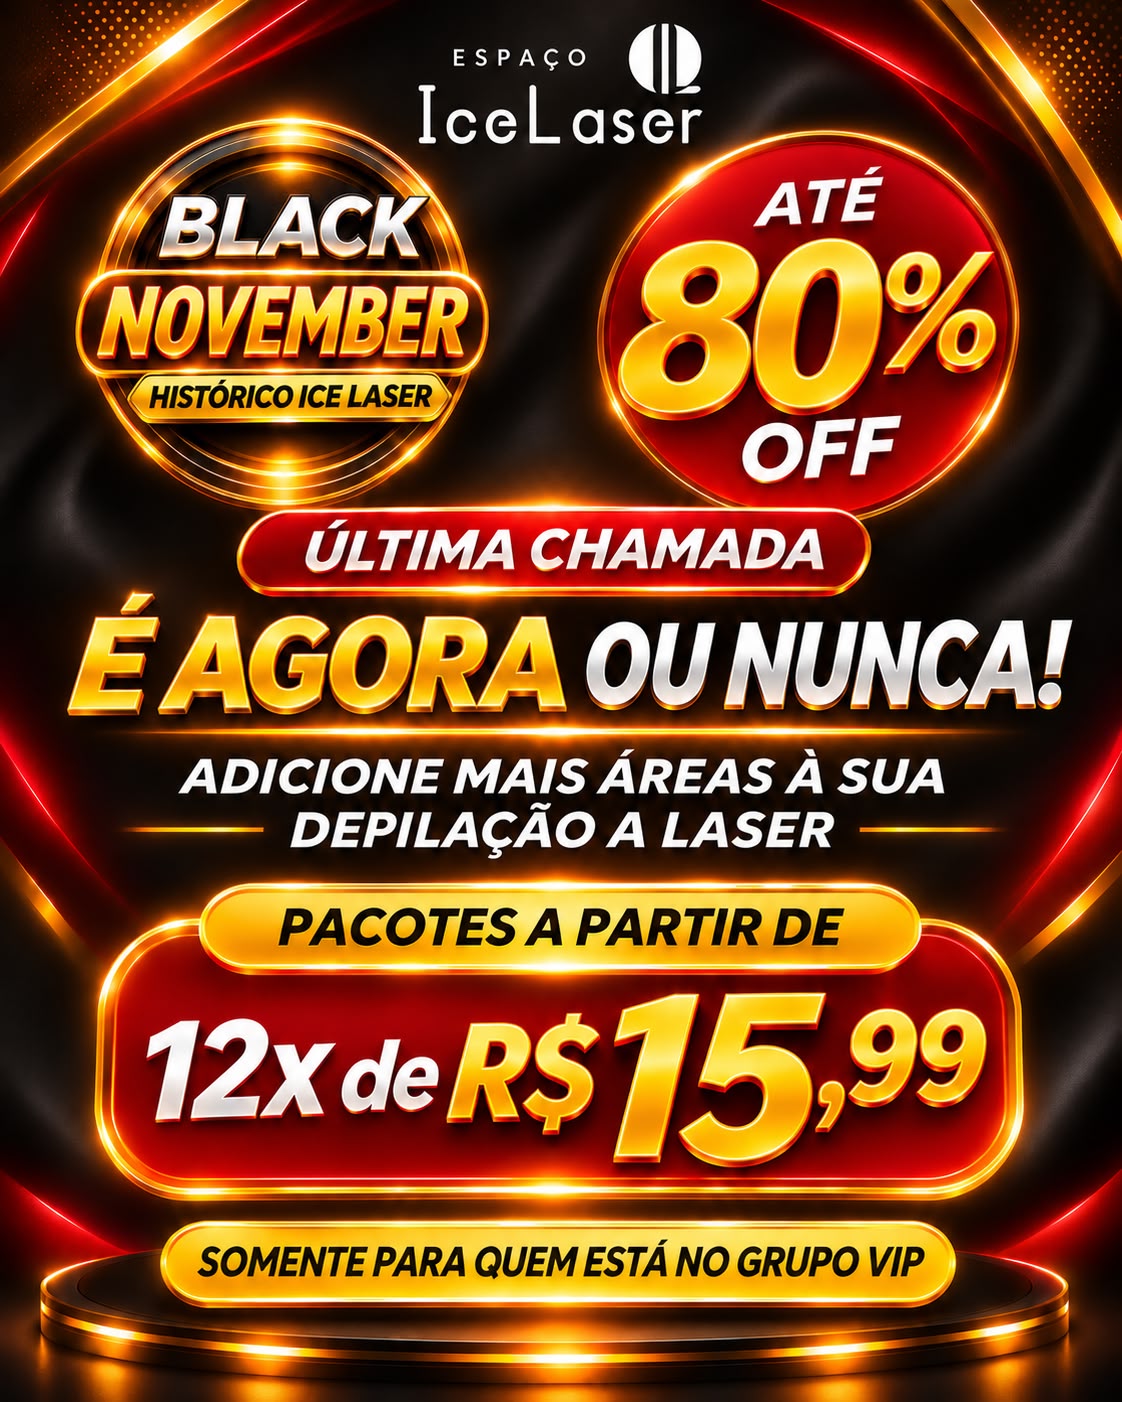 ESPAÇO
IceLaser
BLACK
NOVEMBER
HISTÓRICO ICE LASER
ATÉ
80%
OFF
ÚLTIMA CHAMADA
É AGORA OU NUNCA!
ADICIONE MAIS ÁREAS À SUA
DEPILAÇÃO A LASER
PACOTES A PARTIR DE
12x de R$15,99
SOMENTE PARA QUEM ESTÁ NO GRUPO VIP